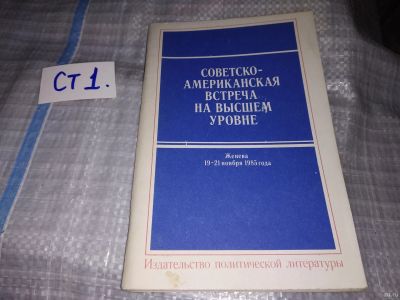 СТ 1.
СОВЕТСКО-
АМЕРИКАНСКАЯ
ВСТРЕЧА
НА ВЫСШЕМ
УРОВНЕ
Женева
19–21 ноября 1985 года
Издательство политической литературы